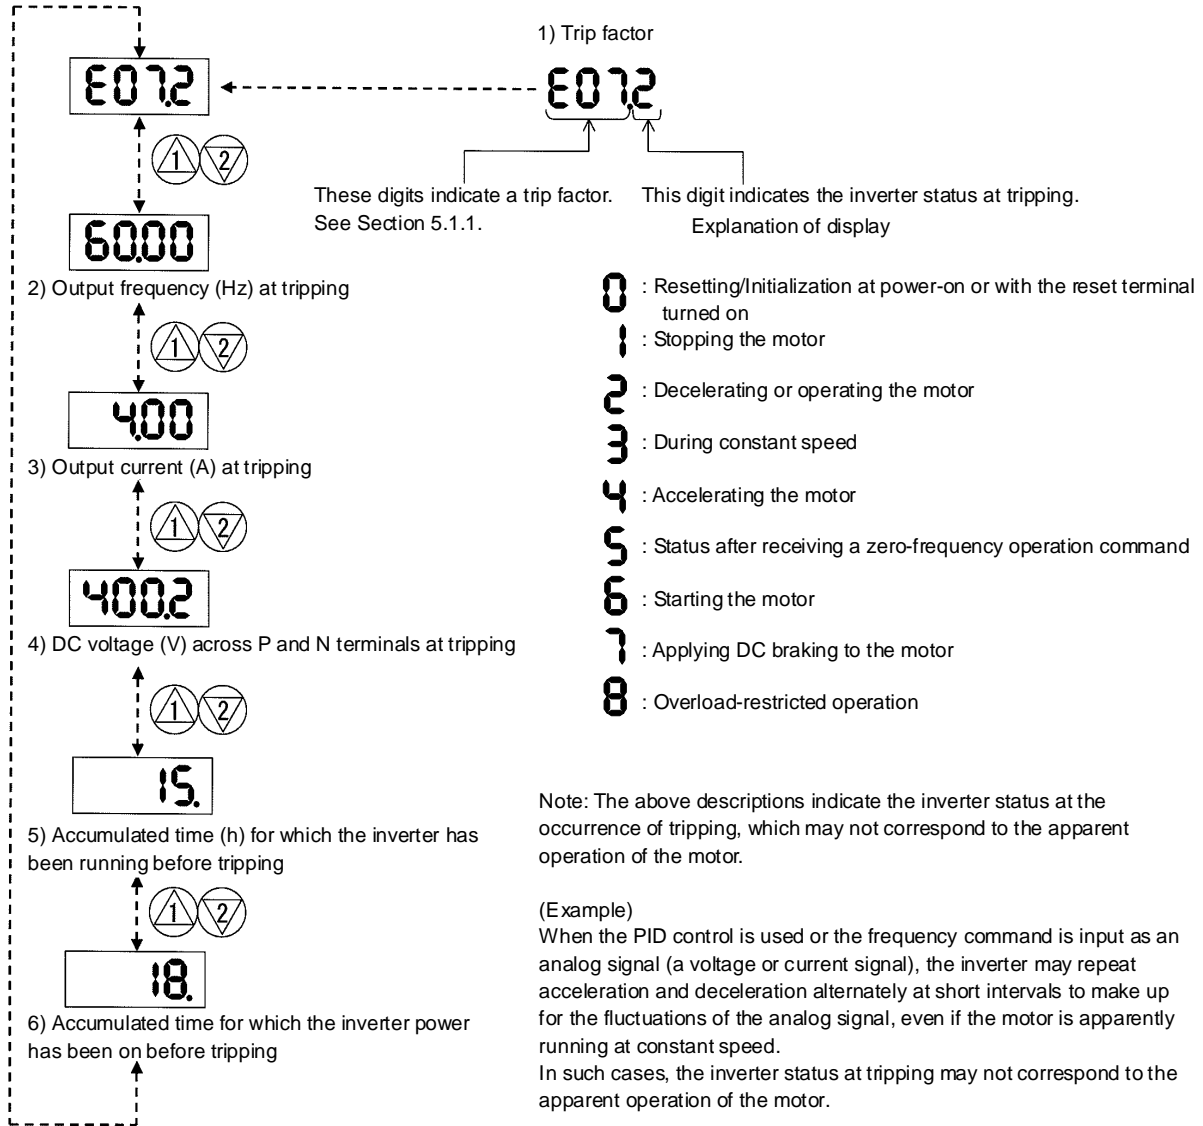 1) Trip factor
E07.2
E07.2
1 2
These digits indicate a trip factor.
See Section 5.1.1.
This digit indicates the inverter status at tripping.
Explanation of display
60.00
2) Output frequency (Hz) at tripping
1 2
4.00
3) Output current (A) at tripping
1 2
400.2
4) DC voltage (V) across P and N terminals at tripping
1 2
15.
5) Accumulated time (h) for which the inverter has
been running before tripping
1 2
18.
6) Accumulated time for which the inverter power
has been on before tripping
0 : Resetting/Initialization at power-on or with the reset terminal
turned on
1 : Stopping the motor
2 : Decelerating or operating the motor
3 : During constant speed
4 : Accelerating the motor
5 : Status after receiving a zero-frequency operation command
6 : Starting the motor
7 : Applying DC braking to the motor
8 : Overload-restricted operation
Note: The above descriptions indicate the inverter status at the
occurrence of tripping, which may not correspond to the apparent
operation of the motor.
(Example)
When the PID control is used or the frequency command is input as an
analog signal (a voltage or current signal), the inverter may repeat
acceleration and deceleration alternately at short intervals to make up
for the fluctuations of the analog signal, even if the motor is apparently
running at constant speed.
In such cases, the inverter status at tripping may not correspond to the
apparent operation of the motor.